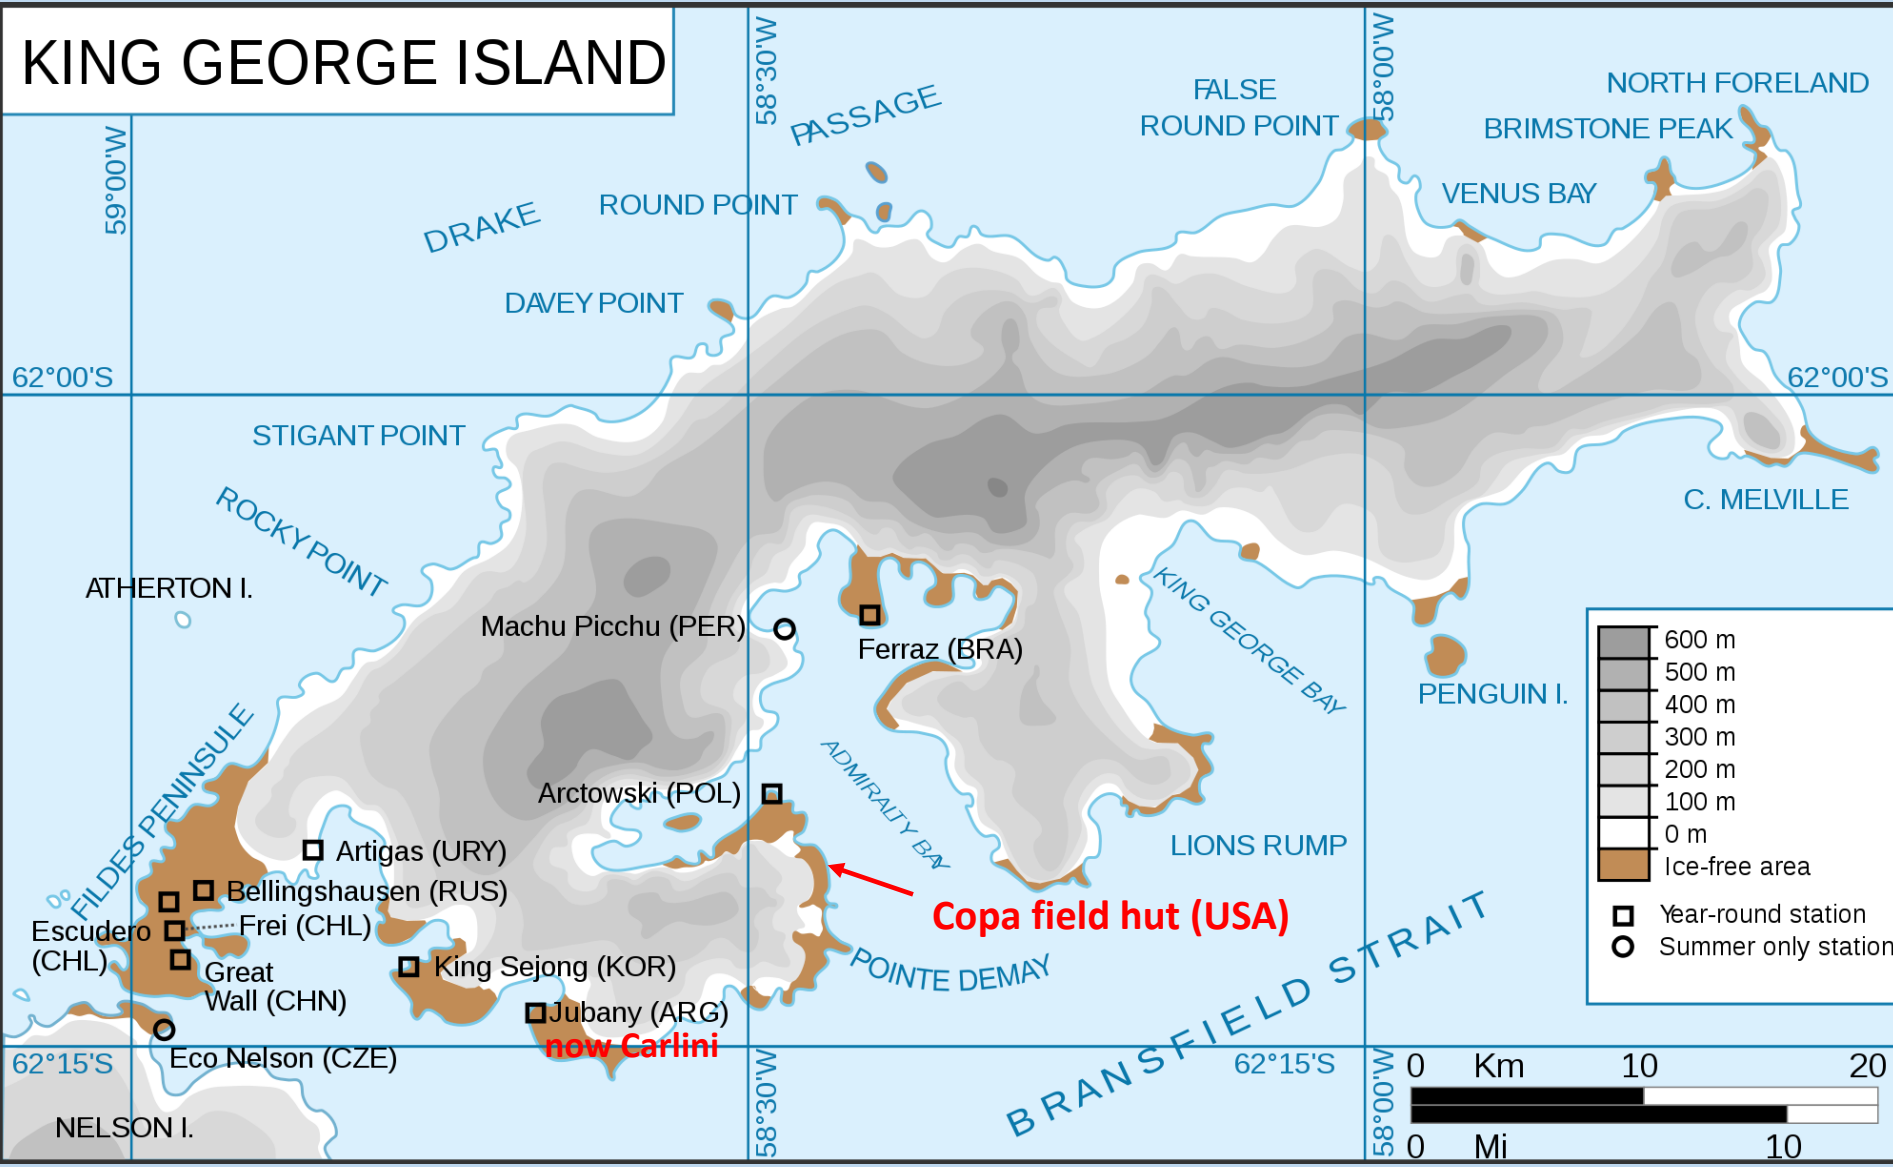 KING GEORGE ISLAND
58°30'W
58°00'W
59°00'W
NORTH FORELAND
FALSE
ROUND POINT
PASSAGE
BRIMSTONE PEAK
VENUS BAY
ROUND POINT
DRAKE
DAVEY POINT
62°00'S
62°00'S
STIGANT POINT
C. MELVILLE
ROCKY POINT
ATHERTON I.
KING GEORGE BAY
Machu Picchu (PER)
Ferraz (BRA)
PENGUIN I.
FILDES PENINSULE
ADMIRALTY BAY
Arctowski (POL)
LIONS RUMP
Artigas (URY)
Bellingshausen (RUS)
Copa field hut (USA)
Escudero
(CHL)
Frei (CHL)
Great
Wall (CHN)
King Sejong (KOR)
POINTE DEMAY
BRANSFIELD STRAIT
Jubany (ARG)
now Carlini
Eco Nelson (CZE)
62°15'S
62°15'S
NELSON I.
58°30'W
58°00'W
600 m
500 m
400 m
300 m
200 m
100 m
0 m
Ice-free area
Year-round station
Summer only station
0 Km 10 20
0 Mi 10